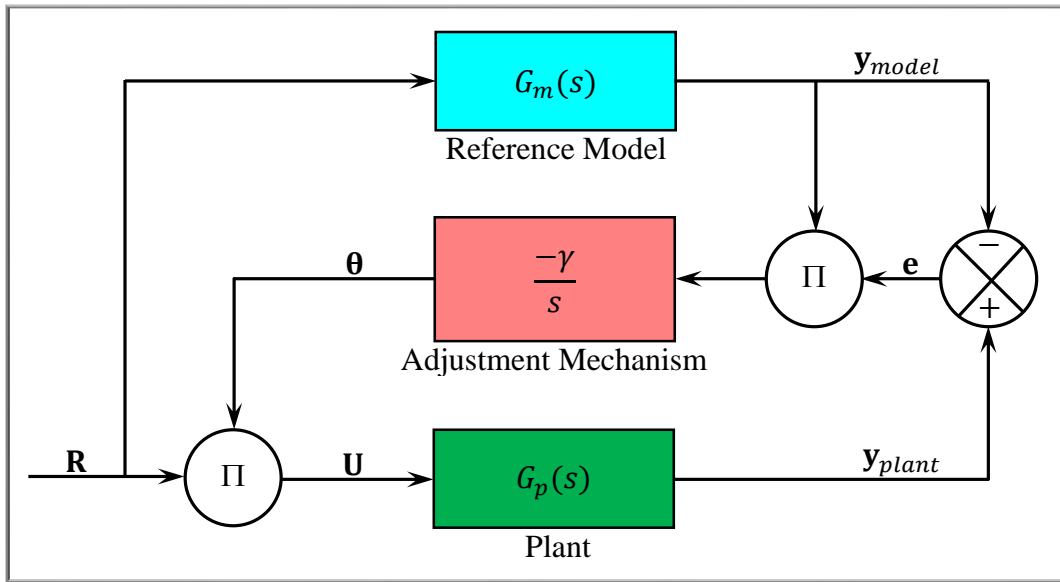 y_model
G_m(s)
Reference Model
θ
-γ
s
Π
e
−
+
Adjustment Mechanism
R
Π
U
G_p(s)
y_plant
Plant